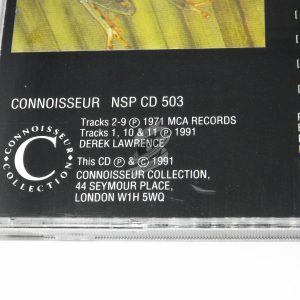 CONNOISSEUR NSP CD 503
Tracks 2-9 ℗ 1971 MCA RECORDS
Tracks 1, 10 & 11 ℗ 1991
DEREK LAWRENCE
This CD ℗ & © 1991
CONNOISSEUR COLLECTION,
44 SEYMOUR PLACE,
LONDON W1H 5WQ
CONNOISSEUR
C
COLLECTION